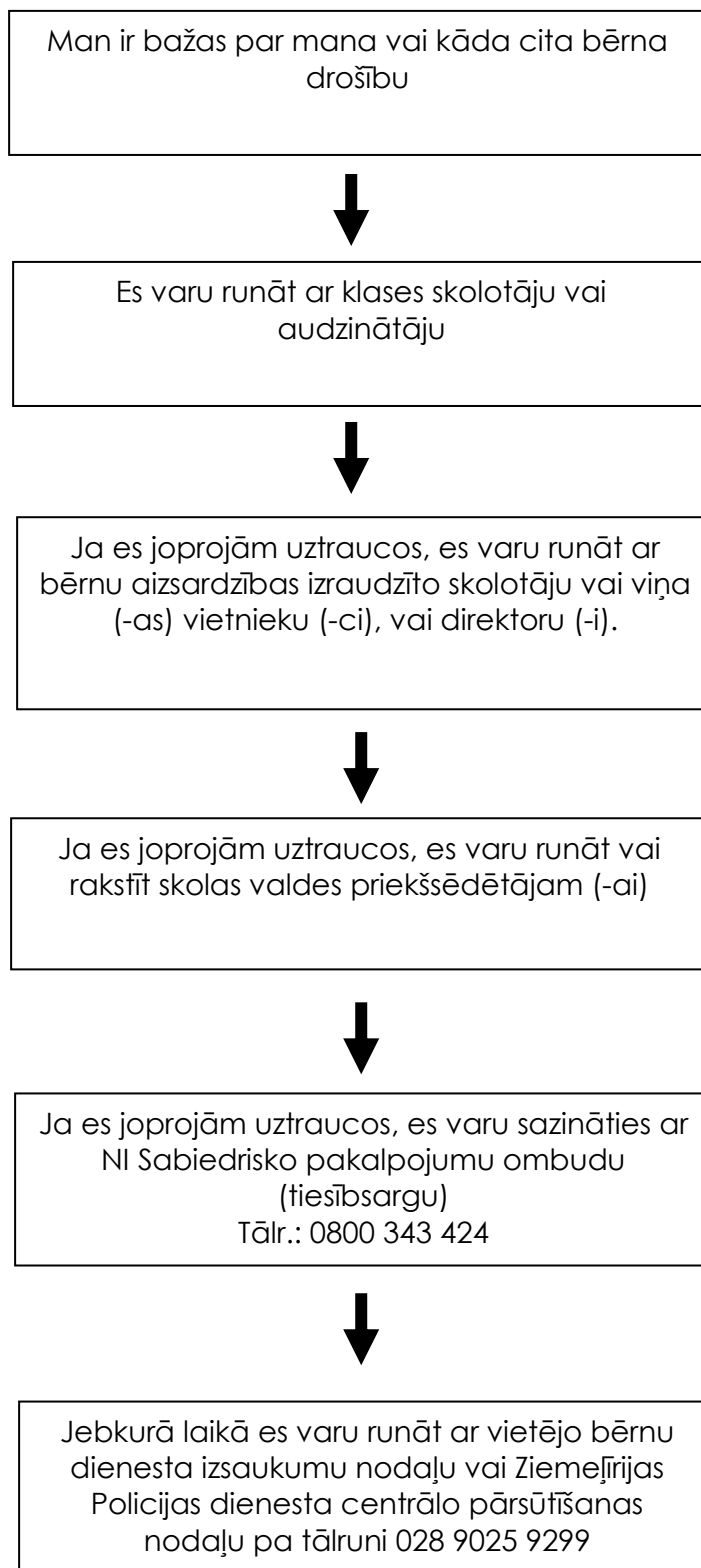 Man ir bažas par mana vai kāda cita bērna
drošību
Es varu runāt ar klases skolotāju vai
audzinātāju
Ja es joprojām uztraucos, es varu runāt ar
bērnu aizsardzības izraudzīto skolotāju vai viņa
(-as) vietnieku (-ci), vai direktoru (-i).
Ja es joprojām uztraucos, es varu runāt vai
rakstīt skolas valdes priekšsēdētājam (-ai)
Ja es joprojām uztraucos, es varu sazināties ar
NI Sabiedrisko pakalpojumu ombudu
(tiesībsargu)
Tālr.: 0800 343 424
Jebkurā laikā es varu runāt ar vietējo bērnu
dienesta izsaukumu nodaļu vai Ziemeļīrijas
Policijas dienesta centrālo pārsūtīšanas
nodaļu pa tālruni 028 9025 9299